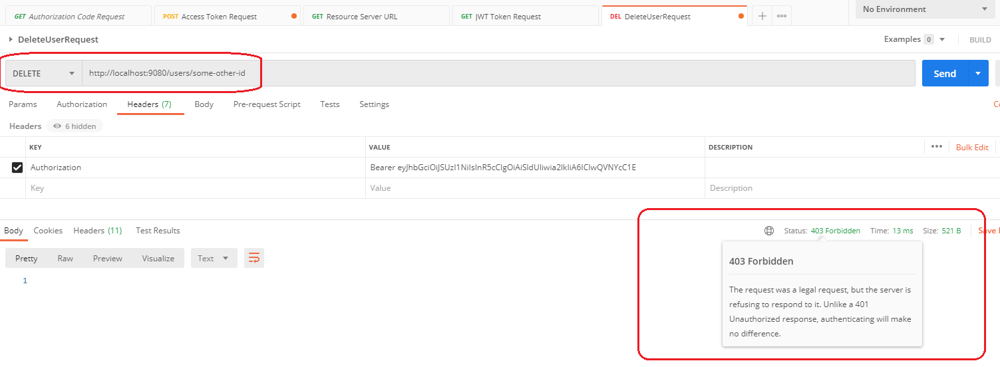 GET Authorization Code Request
POST Access Token Request
GET Resource Server URL
GET JWT Token Request
DEL DeleteUserRequest
No Environment
DeleteUserRequest
Examples 0
BUILD
DELETE
http://localhost:9080/users/some-other-id
Send
Params Authorization Headers (7) Body Pre-request Script Tests Settings
Headers 6 hidden
KEY VALUE DESCRIPTION
Bulk Edit
Authorization Bearer eyJhbGciOiJSUzI1NiIsInR5cCIgOiAiSldUIiwia2lkIiA6ICIwQVNYcC1E
Key Value Description
Body Cookies Headers (11) Test Results
Status: 403 Forbidden Time: 13 ms Size: 521 B
Save
Pretty Raw Preview Visualize Text
1
403 Forbidden
The request was a legal request, but the server is
refusing to respond to it. Unlike a 401
Unauthorized response, authenticating will make
no difference.